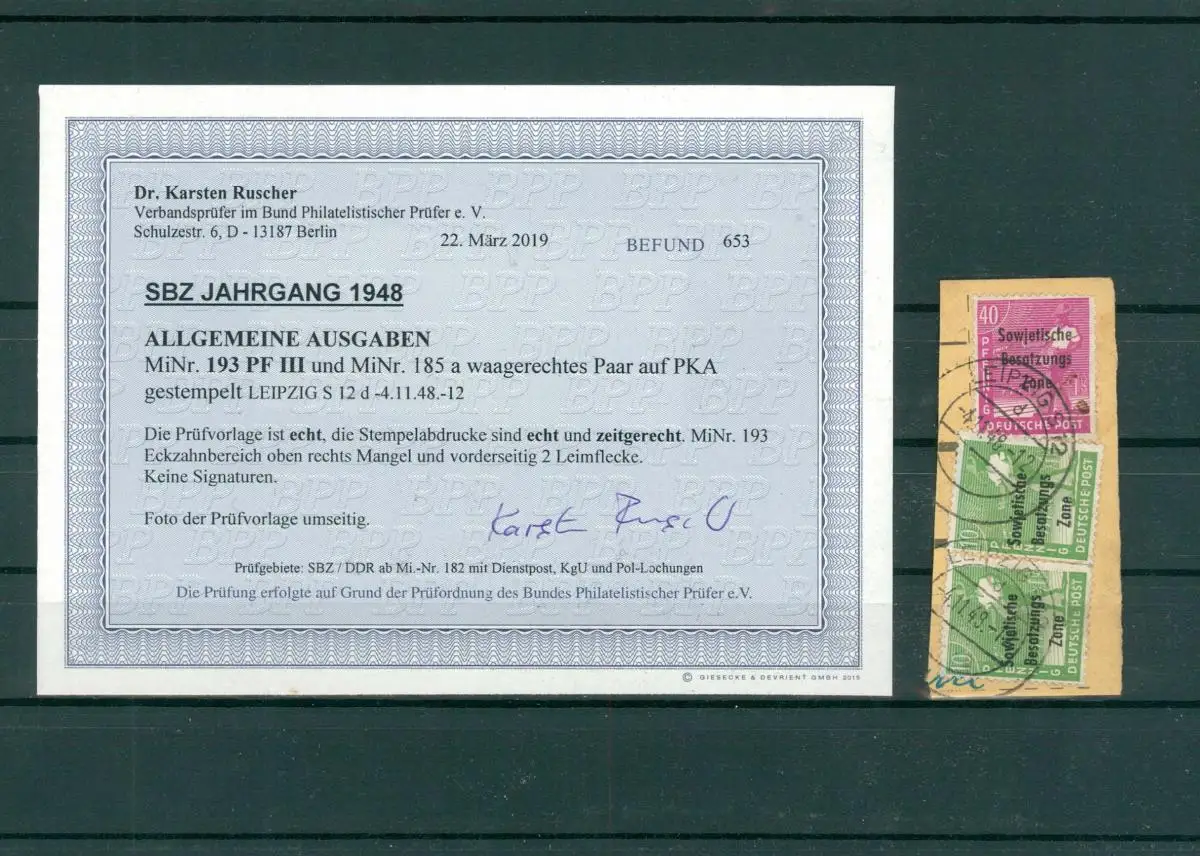 Dr. Karsten Ruscher
Verbandsprüfer im Bund Philatelistischer Prüfer e. V.
Schulzestr. 6, D - 13187 Berlin
22. März 2019
BEFUND 653
SBZ JAHRGANG 1948
ALLGEMEINE AUSGABEN
MiNr. 193 PF III und MiNr. 185 a waagerechtes Paar auf PKA
gestempelt LEIPZIG S 12 d -4.11.48.-12
Die Prüfvorlage ist echt, die Stempelabdrucke sind echt und zeitgerecht. MiNr. 193
Eckzahnbereich oben rechts Mangel und vorderseitig 2 Leimflecke.
Keine Signaturen.
Foto der Prüfvorlage umseitig.
Prüfgebiete: SBZ / DDR ab Mi.-Nr. 182 mit Dienstpost, KgU und Pol-Lochungen
Die Prüfung erfolgte auf Grund der Prüfordnung des Bundes Philatelistischer Prüfer e.V.
© GIESECKE & DEVRIENT GMBH 2015
40
PFENNIG
Sowjetische
Besatzungs
Zone
DEUTSCHE POST
10
PFENNIG
Sowjetische
Besatzungs
Zone
DEUTSCHE POST
10
PFENNIG
Sowjetische
Besatzungs
Zone
DEUTSCHE POST